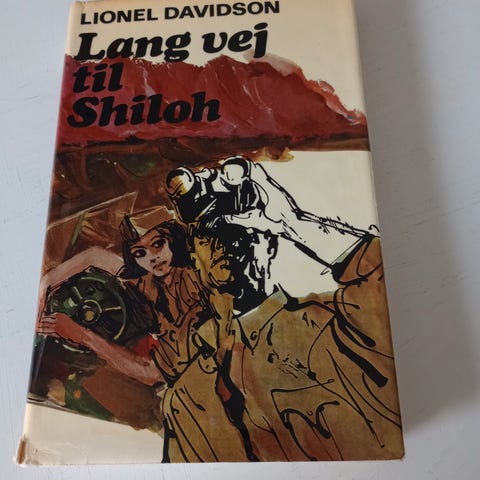 LIONEL DAVIDSON
Lang vej
til
Shiloh